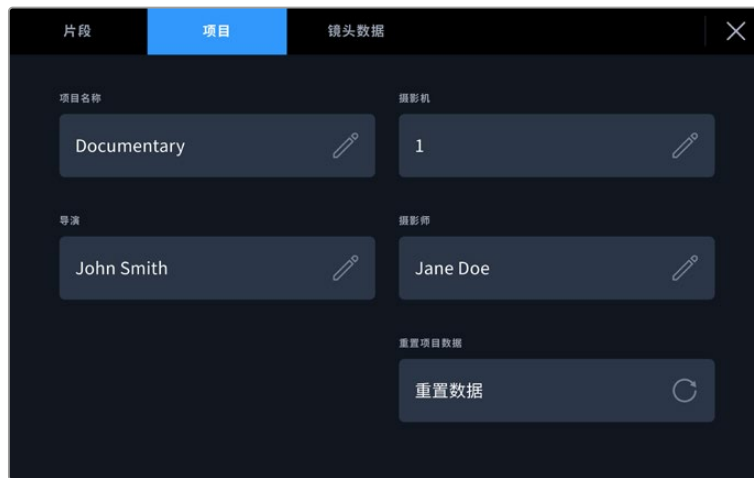 片段 项目 镜头数据
项目名称 摄影机
Documentary 1
导演 摄影师
John Smith Jane Doe
重置项目数据
重置数据